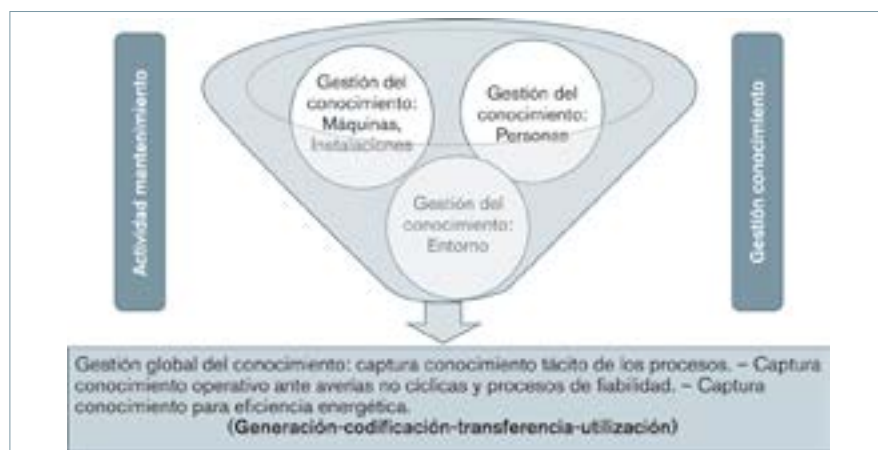 Actividad mantenimiento
Gestión del
conocimiento:
Máquinas,
Instalaciones
Gestión del
conocimiento:
Personas
Gestión del
conocimiento:
Entorno
Gestión conocimiento
Gestión global del conocimiento: captura conocimiento tácito de los procesos. – Captura
conocimiento operativo ante averías no cíclicas y procesos de fiabilidad. – Captura
conocimiento para eficiencia energética.
(Generación-codificación-transferencia-utilización)